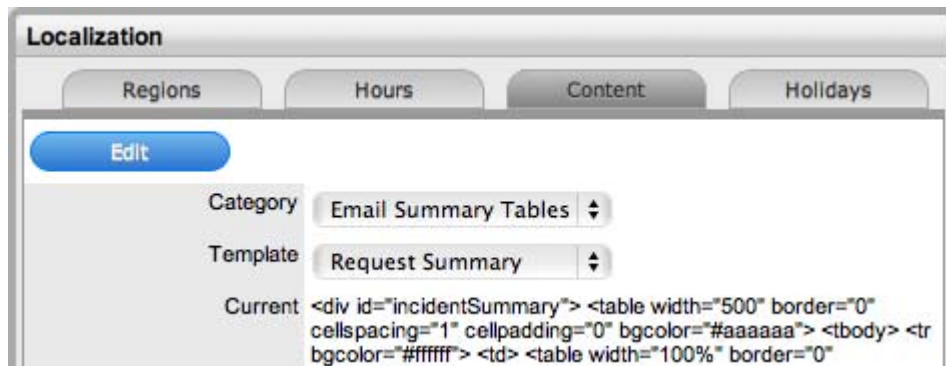 Localization
Regions Hours Content Holidays
Edit
Category Email Summary Tables
Template Request Summary
Current <div id="incidentSummary"> <table width="500" border="0"
cellspacing="1" cellpadding="0" bgcolor="#aaaaaa"> <tbody> <tr
bgcolor="#ffffff"> <td> <table width="100%" border="0"